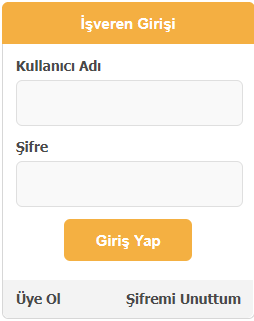 İşveren Girişi
Kullanıcı Adı
Şifre
Giriş Yap
Üye Ol Şifremi Unuttum